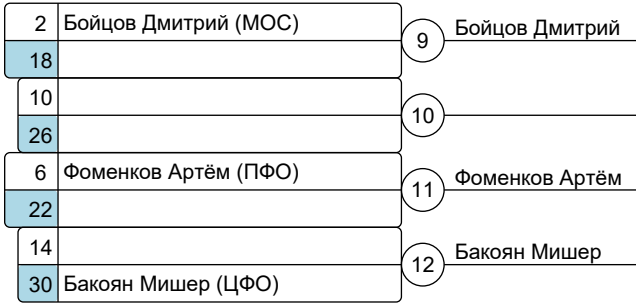 2 Бойцов Дмитрий (МОС)
9 Бойцов Дмитрий
18
10
10
26
6 Фоменков Артём (ПФО)
11 Фоменков Артём
22
14
12 Бакоян Мишер
30 Бакоян Мишер (ЦФО)